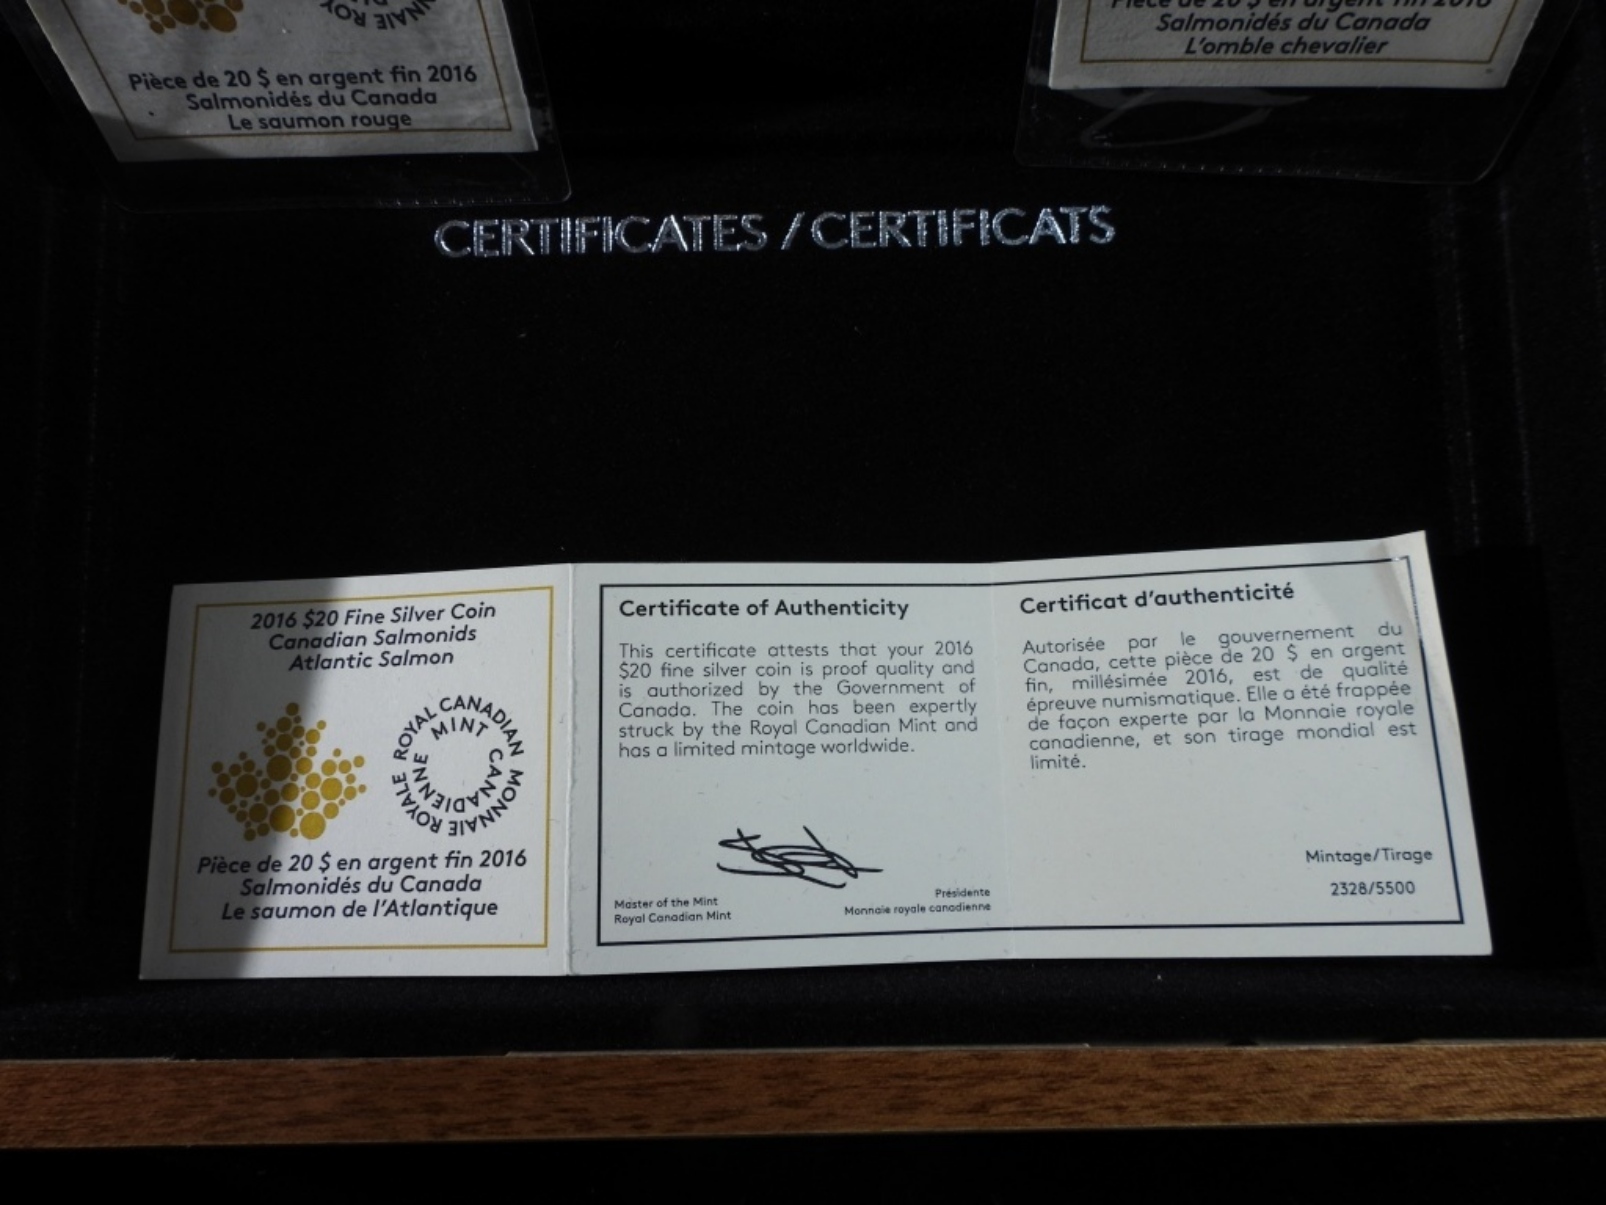 Pièce de 20 $ en argent fin 2016
Salmonidés du Canada
Le saumon rouge
Pièce de 20 $ en argent fin 2016
Salmonidés du Canada
L'omble chevalier
CERTIFICATES / CERTIFICATS
2016 $20 Fine Silver Coin
Canadian Salmonids
Atlantic Salmon
ROYAL CANADIAN MINT
MONNAIE ROYALE CANADIENNE
Pièce de 20 $ en argent fin 2016
Salmonidés du Canada
Le saumon de l'Atlantique
Certificate of Authenticity
This certificate attests that your 2016
$20 fine silver coin is proof quality and
is authorized by the Government of
Canada. The coin has been expertly
struck by the Royal Canadian Mint and
has a limited mintage worldwide.
Master of the Mint
Royal Canadian Mint
Présidente
Monnaie royale canadienne
Certificat d'authenticité
Autorisée par le gouvernement du
Canada, cette pièce de 20 $ en argent
fin, millésimée 2016, est de qualité
épreuve numismatique. Elle a été frappée
de façon experte par la Monnaie royale
canadienne, et son tirage mondial est
limité.
Mintage/Tirage
2328/5500